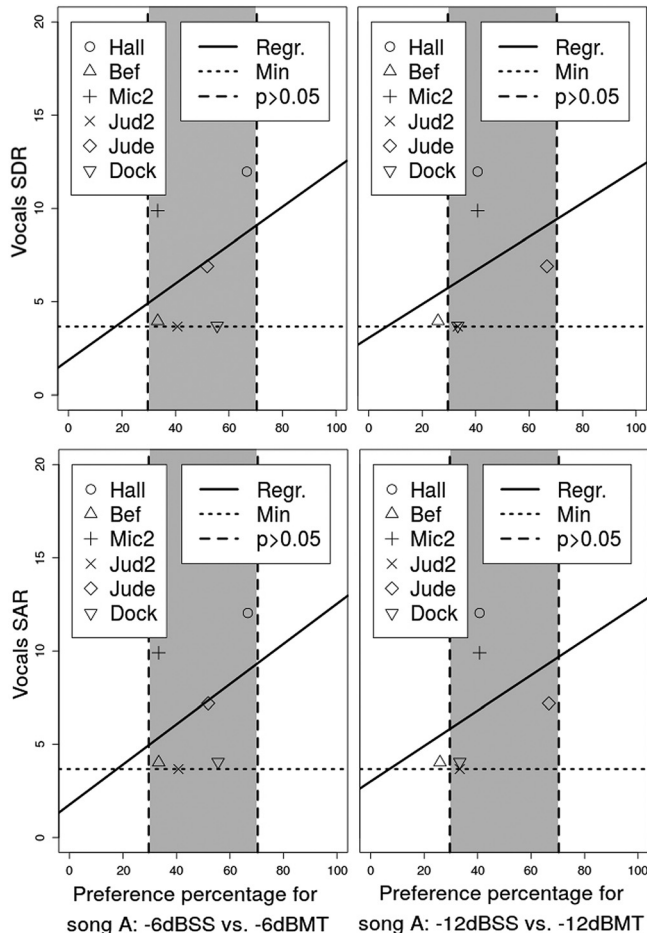 Hall
Bef
Mic2
Jud2
Jude
Dock
Regr.
Min
p>0.05
Hall
Bef
Mic2
Jud2
Jude
Dock
Regr.
Min
p>0.05
Vocals SDR
0 5 10 15 20
0 20 40 60 80 100
0 20 40 60 80 100
Hall
Bef
Mic2
Jud2
Jude
Dock
Regr.
Min
p>0.05
Hall
Bef
Mic2
Jud2
Jude
Dock
Regr.
Min
p>0.05
Vocals SAR
0 5 10 15 20
0 20 40 60 80 100
0 20 40 60 80 100
Preference percentage for
song A: -6dBSS vs. -6dBMT
Preference percentage for
song A: -12dBSS vs. -12dBMT